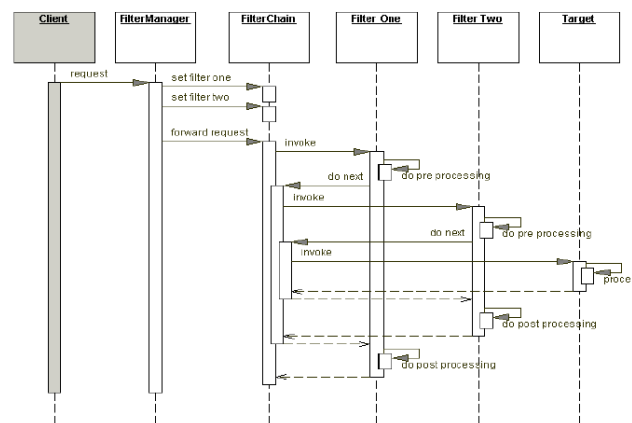 Client
FilterManager
FilterChain
Filter One
Filter Two
Target
request
set filter one
set filter two
forward request
invoke
do pre processing
do next
invoke
do pre processing
do next
invoke
proce
do post processing
do post processing